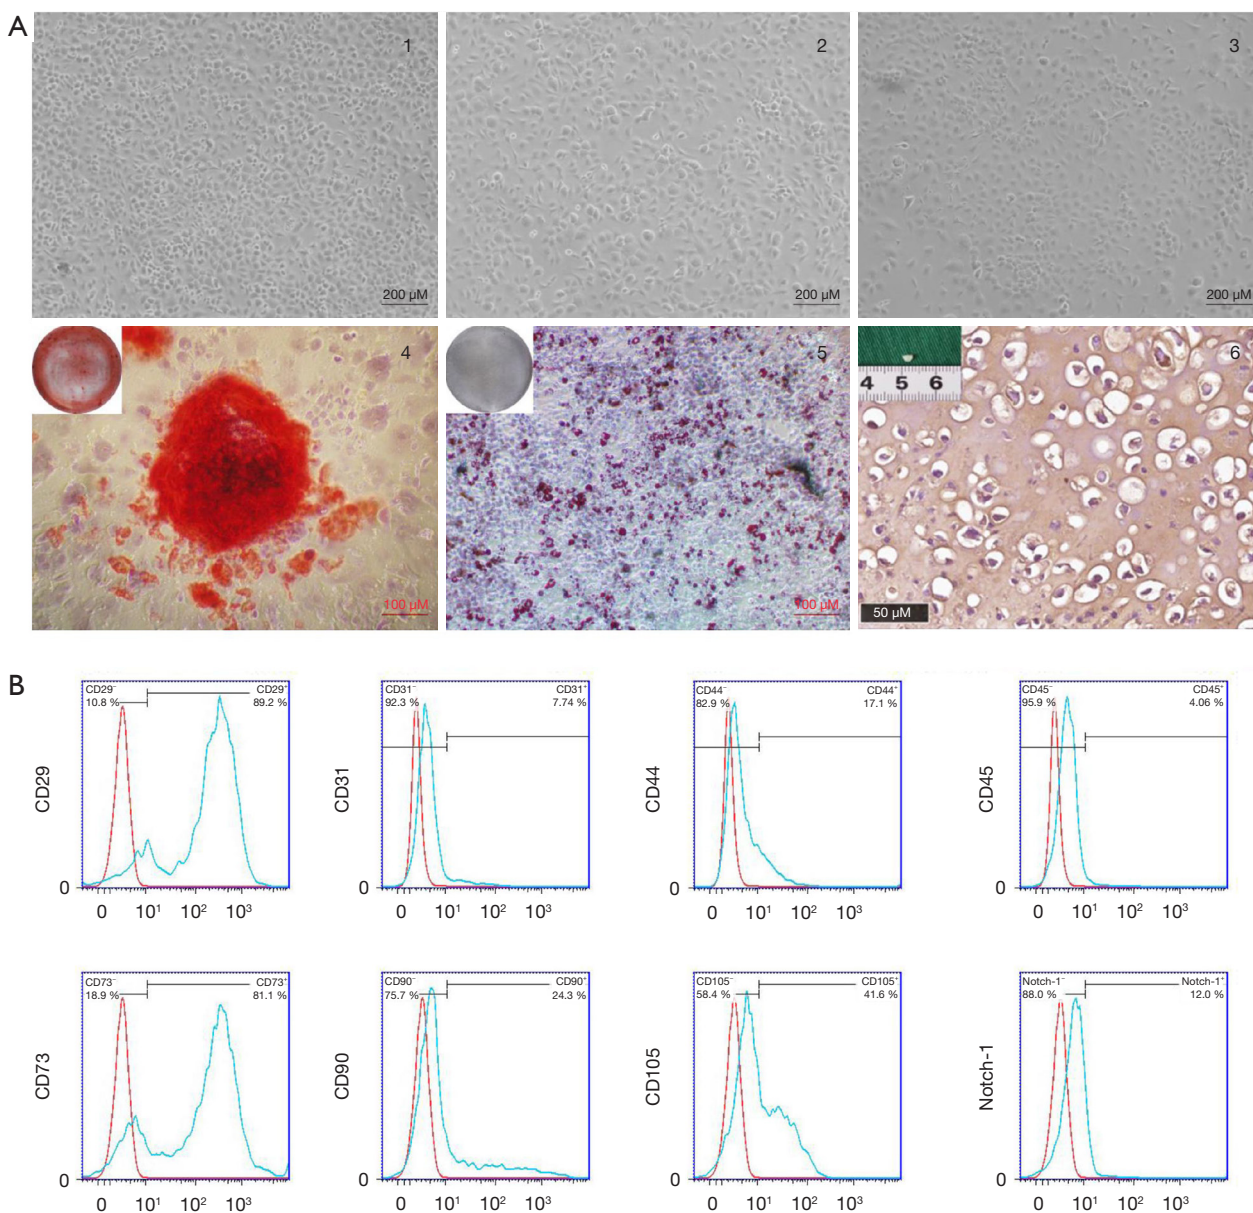 A
1
2
3
200 µM
200 µM
200 µM
4
5
6
4 5 6
100 µM
100 µM
50 µM
B
CD29
CD29⁻
10.8 %
CD29⁺
89.2 %
0
0 10¹ 10² 10³
CD31
CD31⁻
92.3 %
CD31⁺
7.74 %
0
0 10¹ 10² 10³
CD44
CD44⁻
82.9 %
CD44⁺
17.1 %
0
0 10¹ 10² 10³
CD45
CD45⁻
95.9 %
CD45⁺
4.06 %
0
0 10¹ 10² 10³
CD73
CD73⁻
18.9 %
CD73⁺
81.1 %
0
0 10¹ 10² 10³
CD90
CD90⁻
75.7 %
CD90⁺
24.3 %
0
0 10¹ 10² 10³
CD105
CD105⁻
58.4 %
CD105⁺
41.6 %
0
0 10¹ 10² 10³
Notch-1
Notch-1⁻
88.0 %
Notch-1⁺
12.0 %
0
0 10¹ 10² 10³